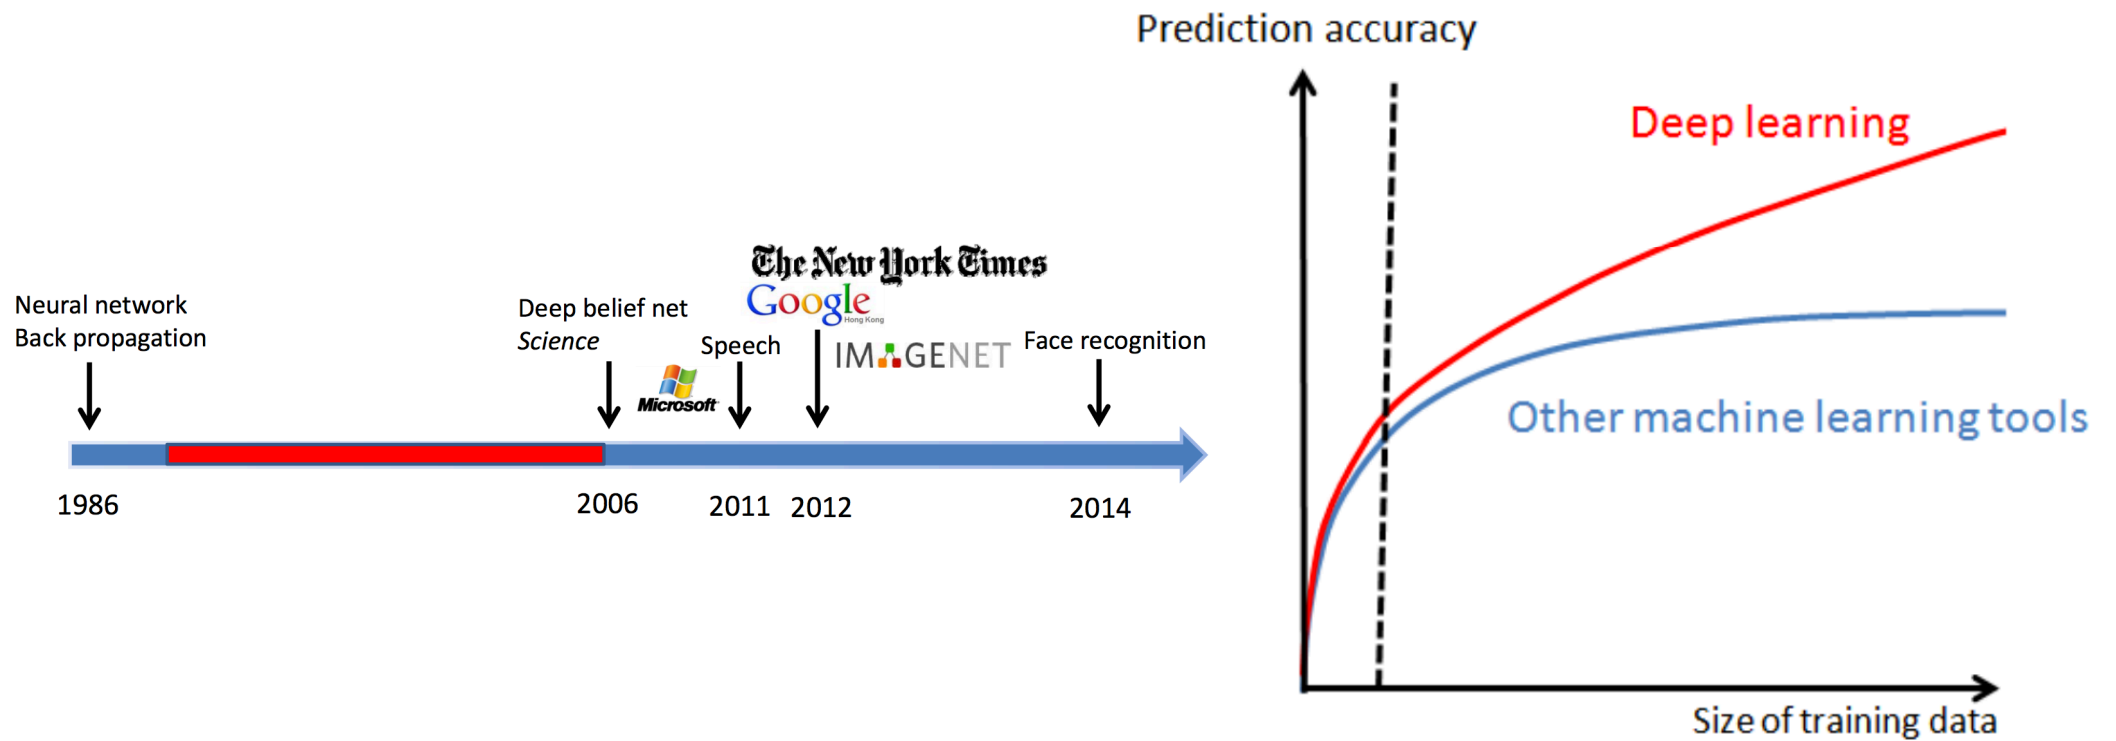 Neural network
Back propagation
Deep belief net
Science
Microsoft
Speech
The New York Times
Google
Hong Kong
IMAGENET
Face recognition
1986
2006
2011
2012
2014
Prediction accuracy
Deep learning
Other machine learning tools
Size of training data